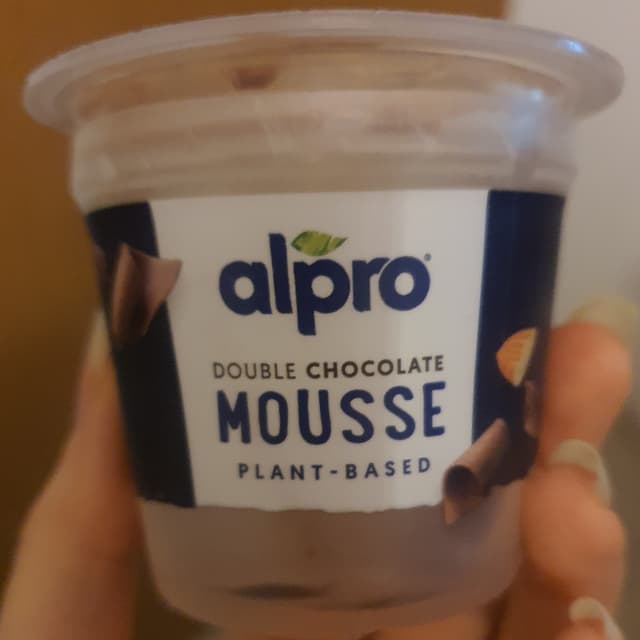 alpro
DOUBLE CHOCOLATE
MOUSSE
PLANT-BASED